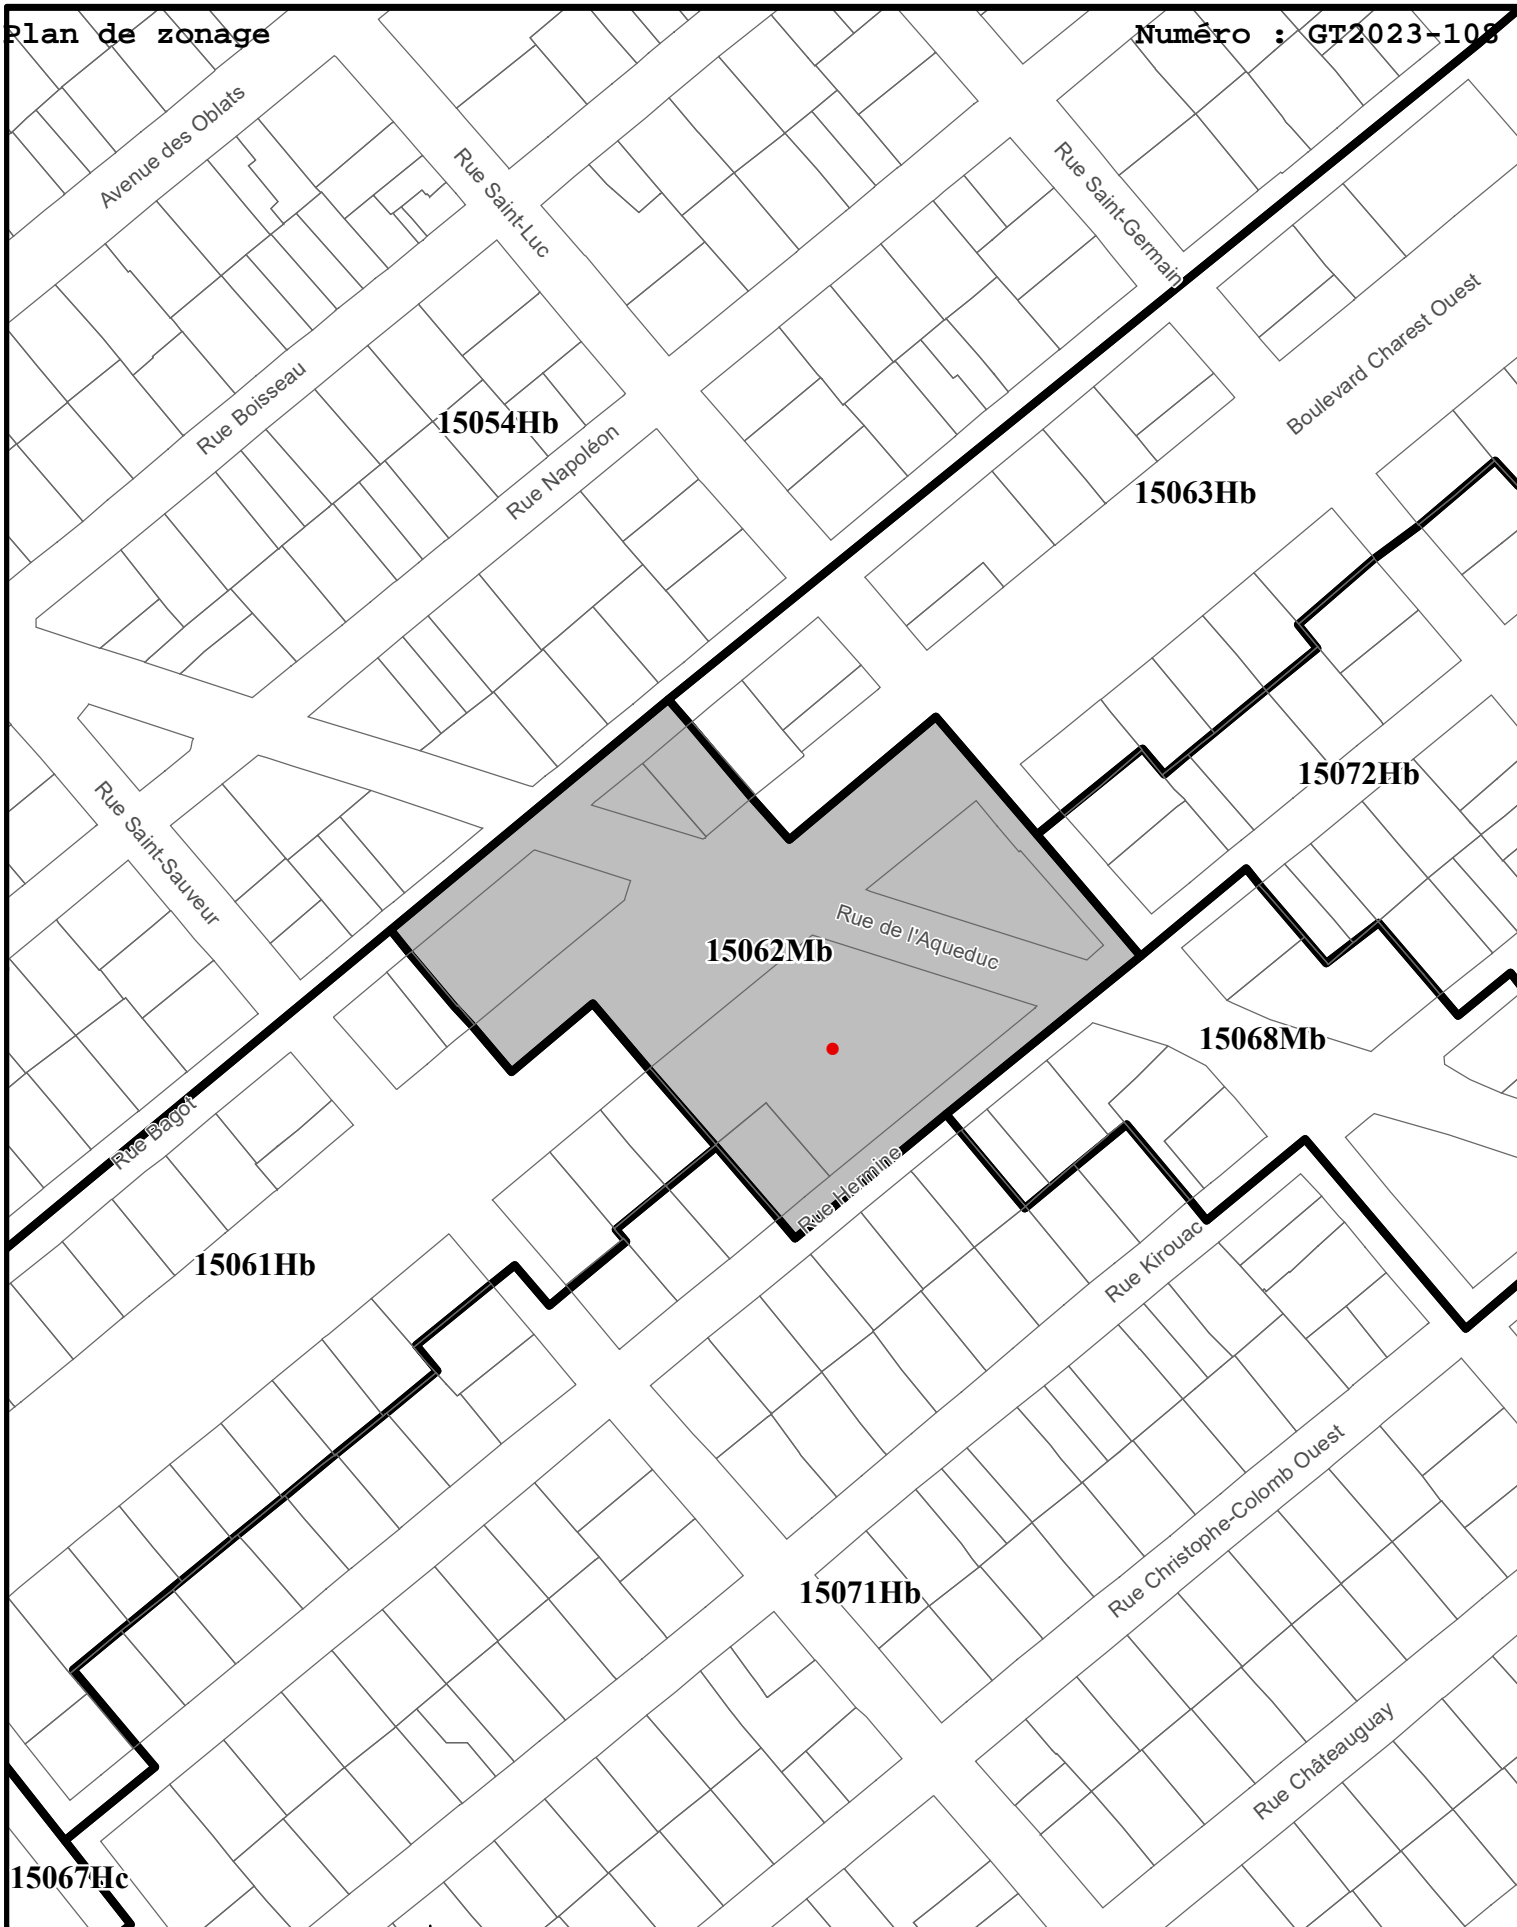 Plan de zonage
Numéro : GT2023-108
Avenue des Oblats
Rue Saint-Luc
Rue Saint-Germain
Boulevard Charest Ouest
Rue Boisseau
15054Hb
Rue Napoléon
15063Hb
15072Hb
Rue Saint-Sauveur
Rue de l'Aqueduc
15062Mb
15068Mb
Rue Bagot
Rue Hermine
15061Hb
Rue Kirouac
Rue Christophe-Colomb Ouest
15071Hb
Rue Châteauguay
15067Hc